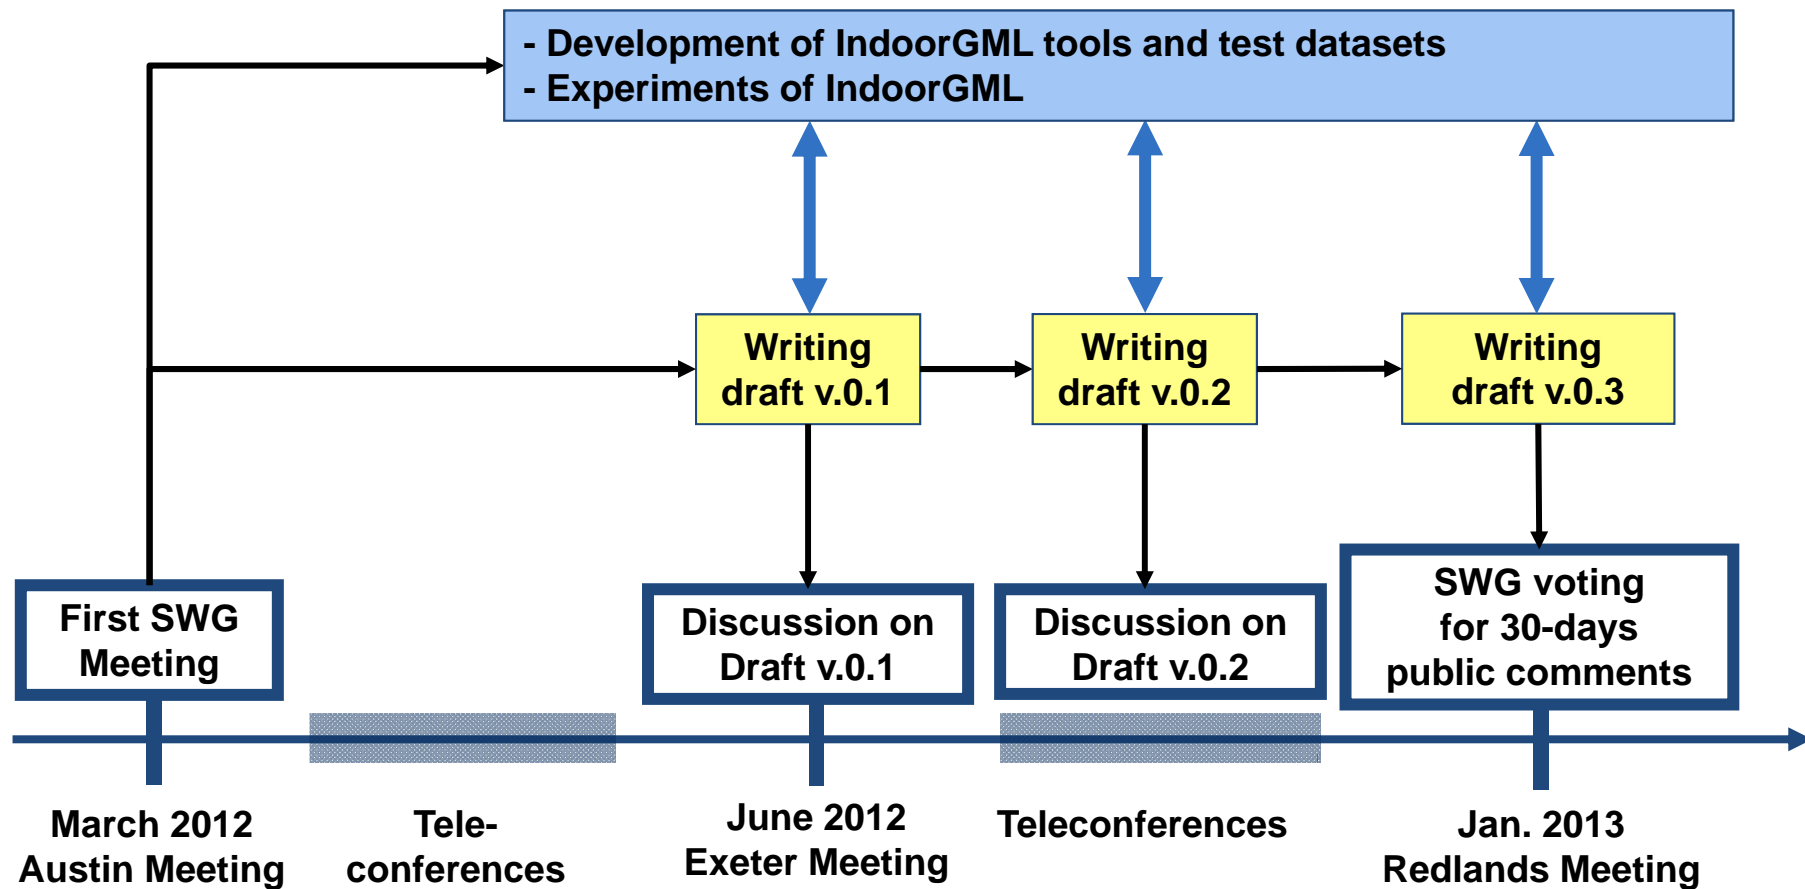 - Development of IndoorGML tools and test datasets
- Experiments of IndoorGML
Writing
draft v.0.1
Writing
draft v.0.2
Writing
draft v.0.3
First SWG
Meeting
Discussion on
Draft v.0.1
Discussion on
Draft v.0.2
SWG voting
for 30-days
public comments
March 2012
Austin Meeting
Tele-
conferences
June 2012
Exeter Meeting
Teleconferences
Jan. 2013
Redlands Meeting